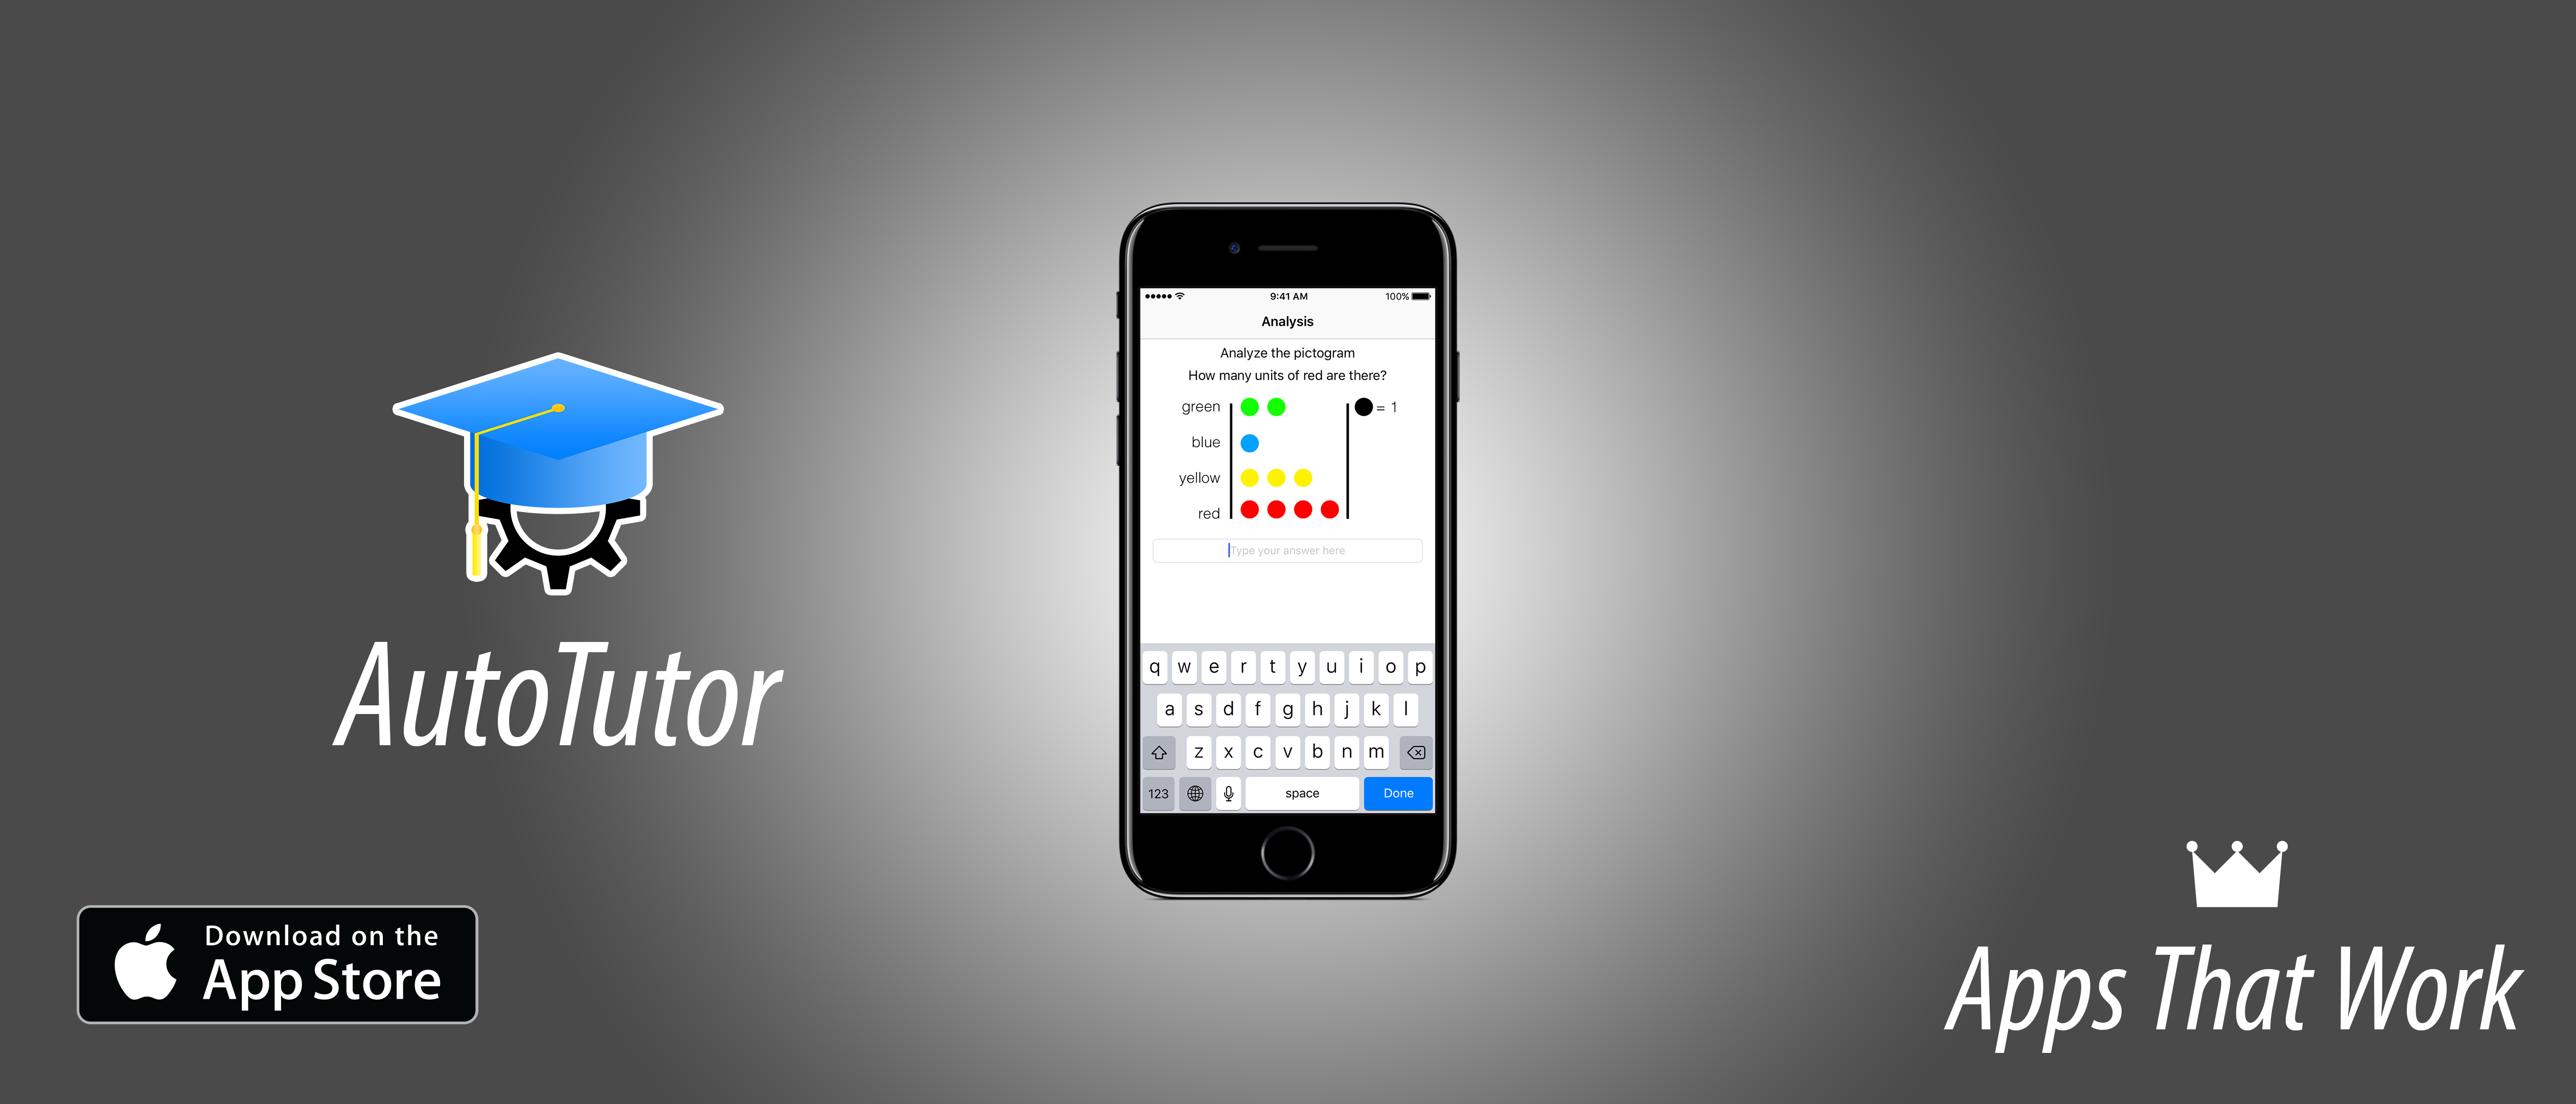 9:41 AM
100%
Analysis
Analyze the pictogram
How many units of red are there?
green
= 1
blue
yellow
red
Type your answer here
q w e r t y u i o p
a s d f g h j k l
z x c v b n m
123
space
Done
AutoTutor
Download on the
App Store
Apps That Work